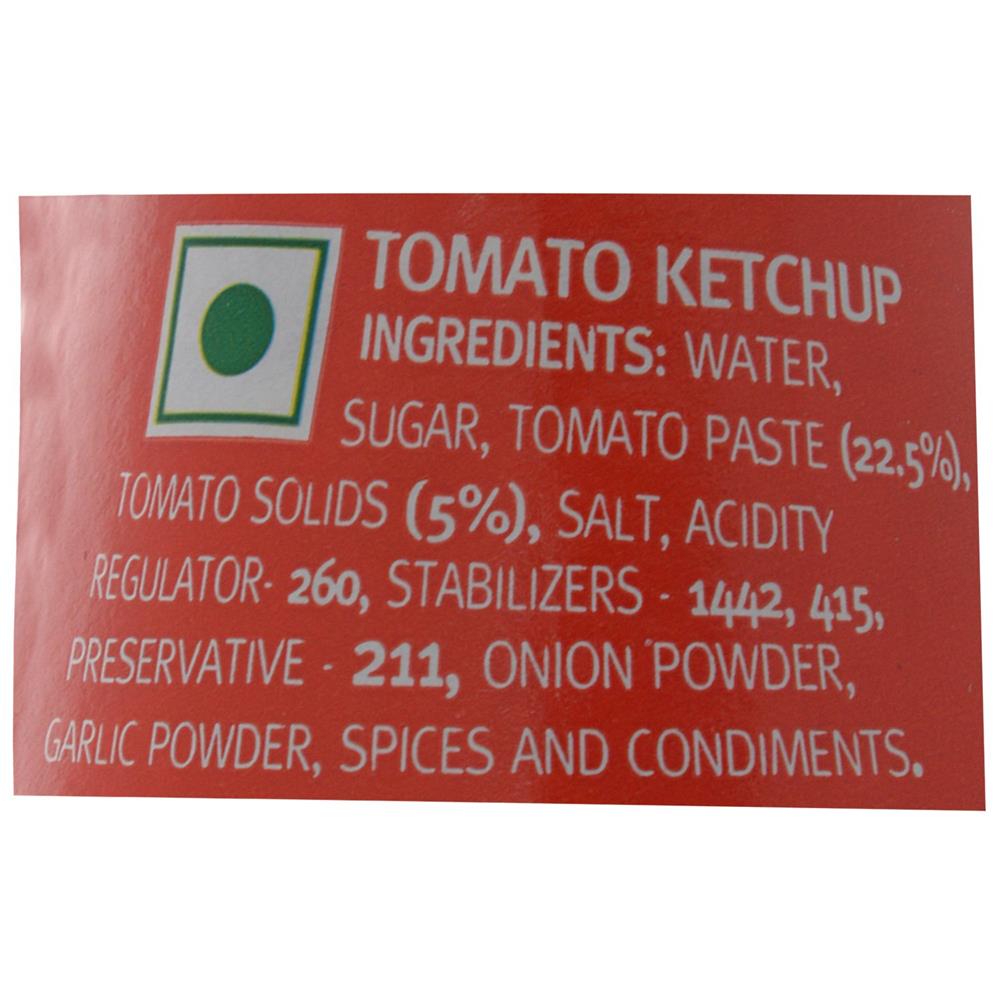 TOMATO KETCHUP
INGREDIENTS: WATER,
SUGAR, TOMATO PASTE (22.5%),
TOMATO SOLIDS (5%), SALT, ACIDITY
REGULATOR- 260, STABILIZERS - 1442, 415,
PRESERVATIVE - 211, ONION POWDER,
GARLIC POWDER, SPICES AND CONDIMENTS.